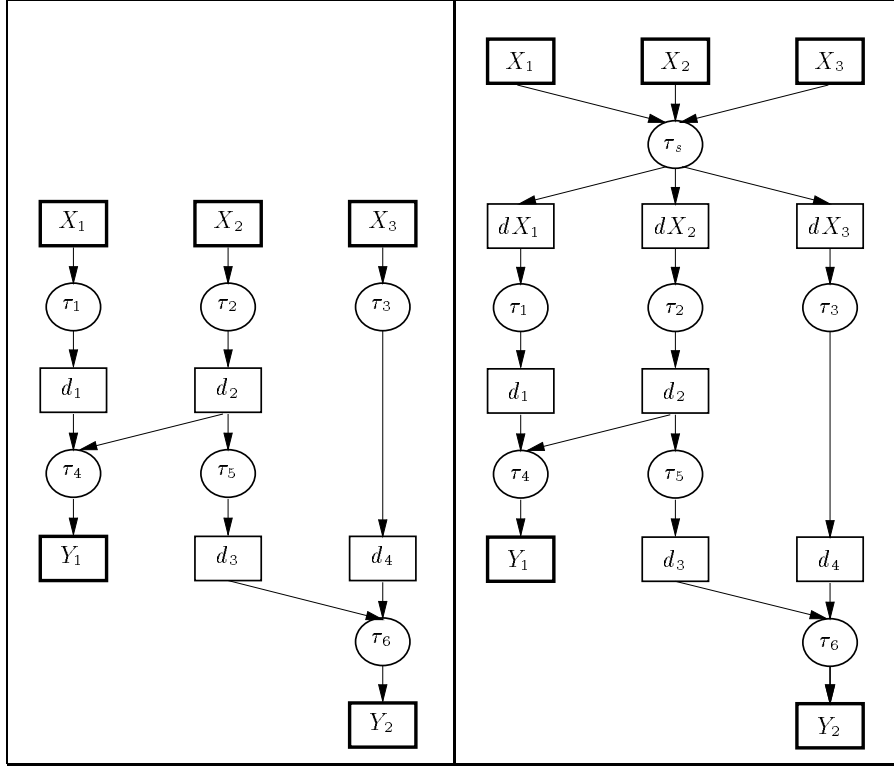 X₁ X₂ X₃
τ₁ τ₂ τ₃
d₁ d₂
τ₄ τ₅
Y₁ d₃ d₄
τ₆
Y₂
X₁ X₂ X₃
τₛ
dX₁ dX₂ dX₃
τ₁ τ₂ τ₃
d₁ d₂
τ₄ τ₅
Y₁ d₃ d₄
τ₆
Y₂